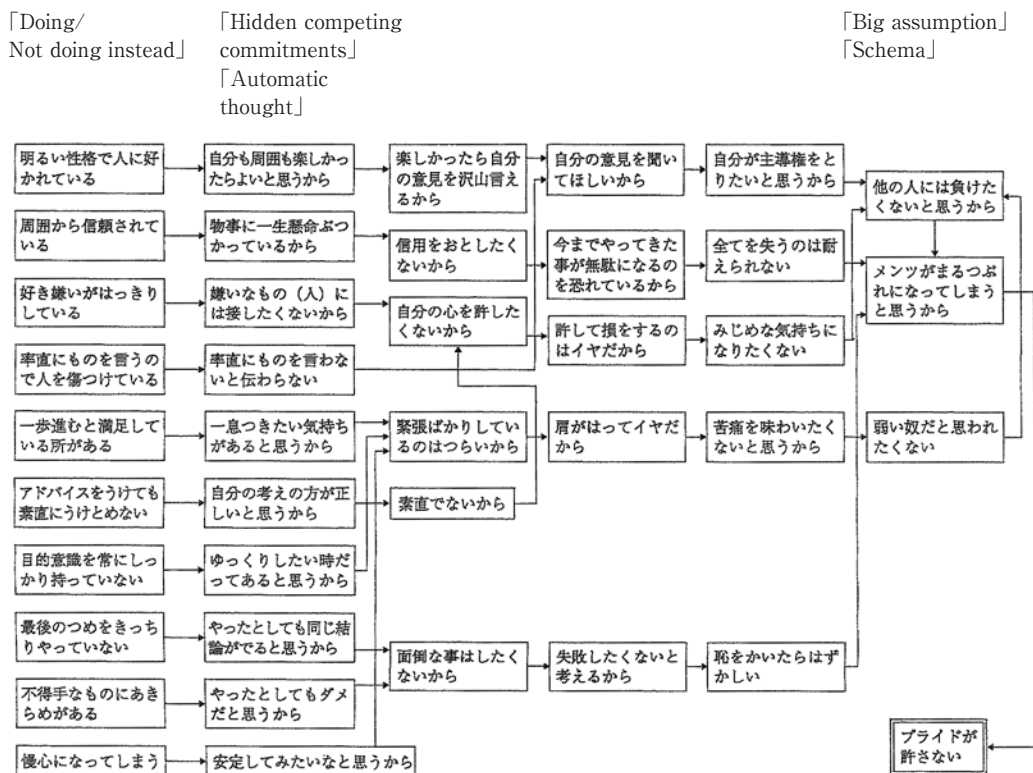 「Doing/
Not doing instead」
「Hidden competing
commitments」
「Automatic
thought」
「Big assumption」
「Schema」
明るい性格で人に好
かれている
自分も周囲も楽しかっ
たらよいと思うから
楽しかったら自分
の意見を沢山言え
るから
自分の意見を聞い
てほしいから
自分が主導権をと
りたいと思うから
他の人には負けた
くないと思うから
周囲から信頼されて
いる
物事に一生懸命ぶつ
かっているから
信用をおとしたく
ないから
今までやってきた
事が無駄になるの
を恐れているから
全てを失うのは耐
えられない
メンツがまるつぶ
れになってしまう
と思うから
好き嫌いがはっきり
している
嫌いなもの（人）に
は接したくないから
自分の心を許した
くないから
許して損をするの
はイヤだから
みじめな気持ちに
なりたくない
率直にものを言うの
で人を傷つけている
率直にものを言わな
いと伝わらない
一歩進むと満足して
いる所がある
一息つきたい気持ち
があると思うから
緊張ばかりしてい
るのはつらいから
肩がはってイヤだ
から
苦痛を味わいたく
ないと思うから
弱い奴だと思われ
たくない
アドバイスをうけても
素直にうけとめない
自分の考えの方が正
しいと思うから
素直でないから
目的意識を常にしっ
かり持っていない
ゆっくりしたい時だ
ってあると思うから
最後のつめをきっち
りやっていない
やったとしても同じ結
論がでると思うから
面倒な事はしたく
ないから
失敗したくないと
考えるから
恥をかいたらはず
かしい
不得手なものにあき
らめがある
やったとしてもダメ
だと思うから
慢心になってしまう
安定してみたいなと思うから
プライドが
許さない